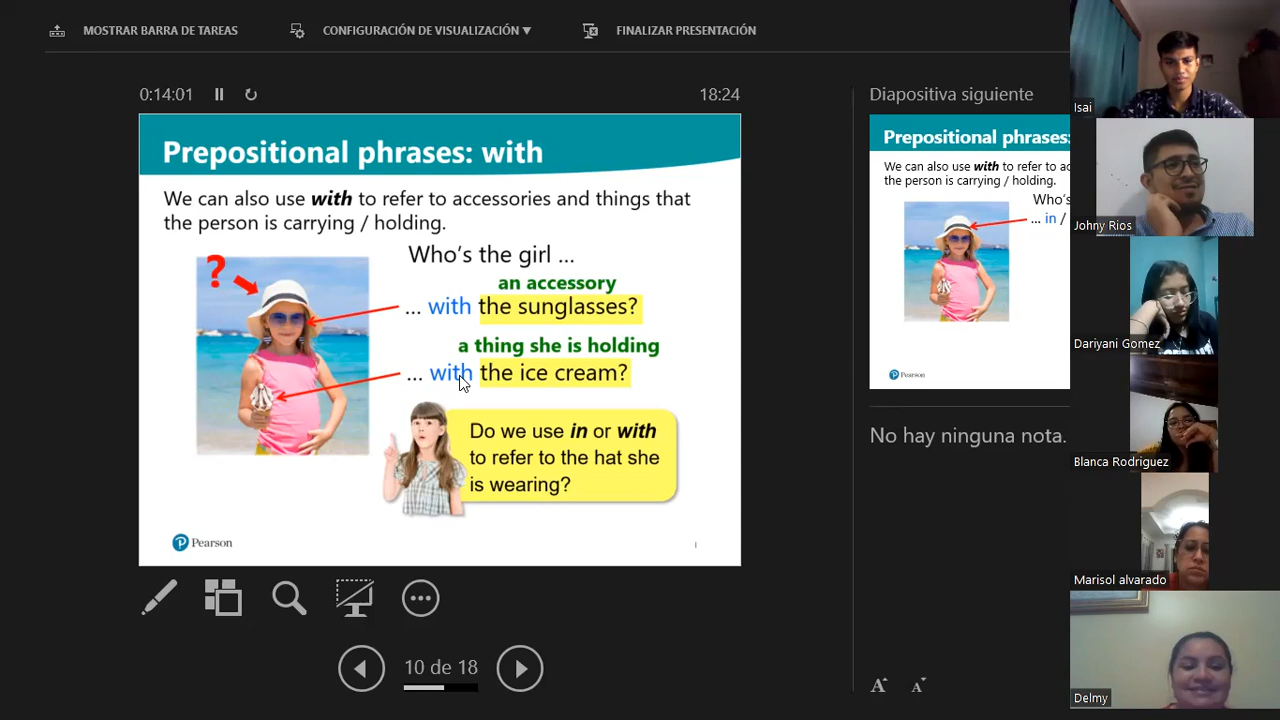 MOSTRAR BARRA DE TAREAS
CONFIGURACIÓN DE VISUALIZACIÓN ▼
FINALIZAR PRESENTACIÓN
0:14:01
18:24
Prepositional phrases: with
We can also use with to refer to accessories and things that
the person is carrying / holding.
Who's the girl ...
an accessory
... with the sunglasses?
a thing she is holding
... with the ice cream?
?
Do we use in or with
to refer to the hat she
is wearing?
Pearson
10 de 18
Diapositiva siguiente
Prepositional phrases:
We can also use with to refer to
the person is carrying / holding.
Who's
... in /
Pearson
No hay ninguna nota.
A A
Isai
Johny Rios
Dariyani Gomez
Blanca Rodriguez
Marisol alvarado
Delmy